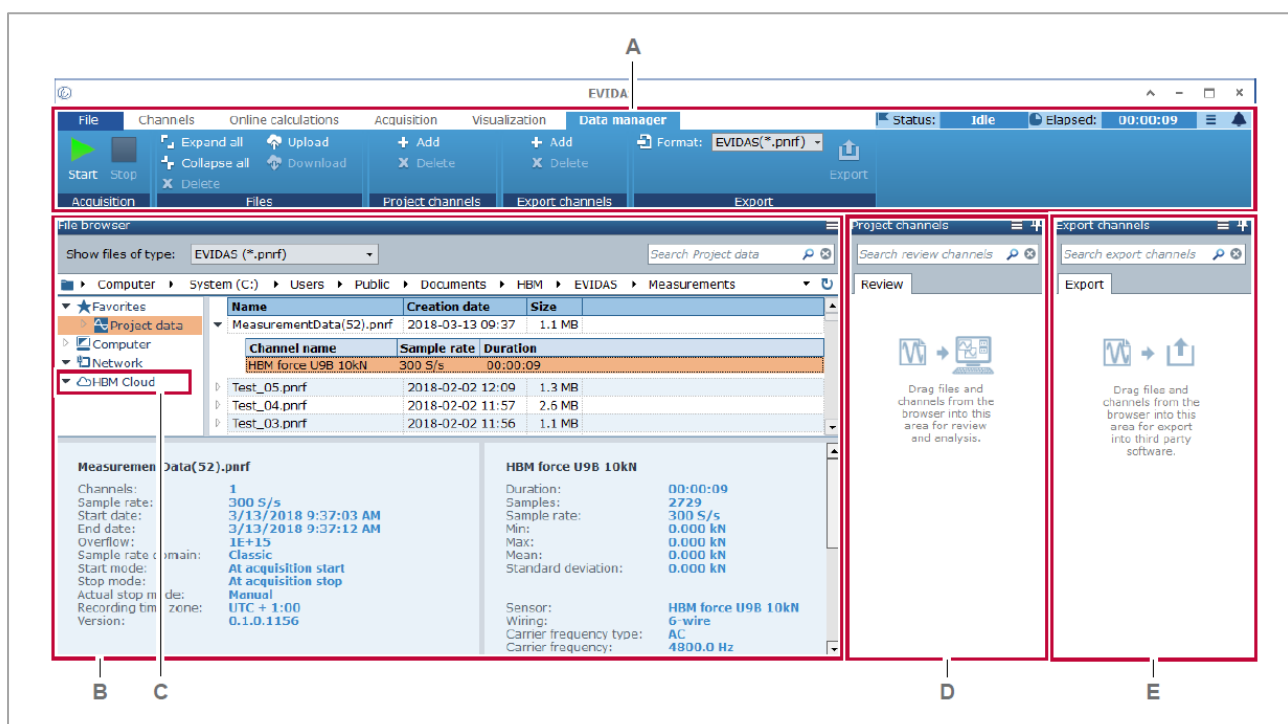 A
EVIDA
File Channels Online calculations Acquisition Visualization Data manager Status: Idle Elapsed: 00:00:09
Expand all Upload + Add + Add Format: EVIDAS(*.pnrf)
Collapse all Download X Delete X Delete
Start Stop X Delete Export
Acquisition Files Project channels Export channels Export
File browser Project channels Export channels
Show files of type: EVIDAS (*.pnrf) Search Project data Search review channels Search export channels
Computer System (C:) Users Public Documents HBM EVIDAS Measurements Review Export
Favorites Name Creation date Size
Project data MeasurementData(52).pnrf 2018-03-13 09:37 1.1 MB
Computer Channel name Sample rate Duration
Network HBM force U9B 10kN 300 S/s 00:00:09
HBM Cloud Test_05.pnrf 2018-02-02 12:09 1.3 MB
Test_04.pnrf 2018-02-02 11:57 2.6 MB
Test_03.pnrf 2018-02-02 11:56 1.1 MB
Drag files and
channels from the
browser into this
area for review
and analysis.
Drag files and
channels from the
browser into this
area for export
into third party
software.
MeasurementData(52).pnrf
Channels: 1
Sample rate: 300 S/s
Start date: 3/13/2018 9:37:03 AM
End date: 3/13/2018 9:37:12 AM
Overflow: 1E+15
Sample rate domain: Classic
Start mode: At acquisition start
Stop mode: At acquisition stop
Actual stop mode: Manual
Recording time zone: UTC + 1:00
Version: 0.1.0.1156
HBM force U9B 10kN
Duration: 00:00:09
Samples: 2729
Sample rate: 300 S/s
Min: 0.000 kN
Max: 0.000 kN
Mean: 0.000 kN
Standard deviation: 0.000 kN
Sensor: HBM force U9B 10kN
Wiring: 6-wire
Carrier frequency type: AC
Carrier frequency: 4800.0 Hz
B C D E